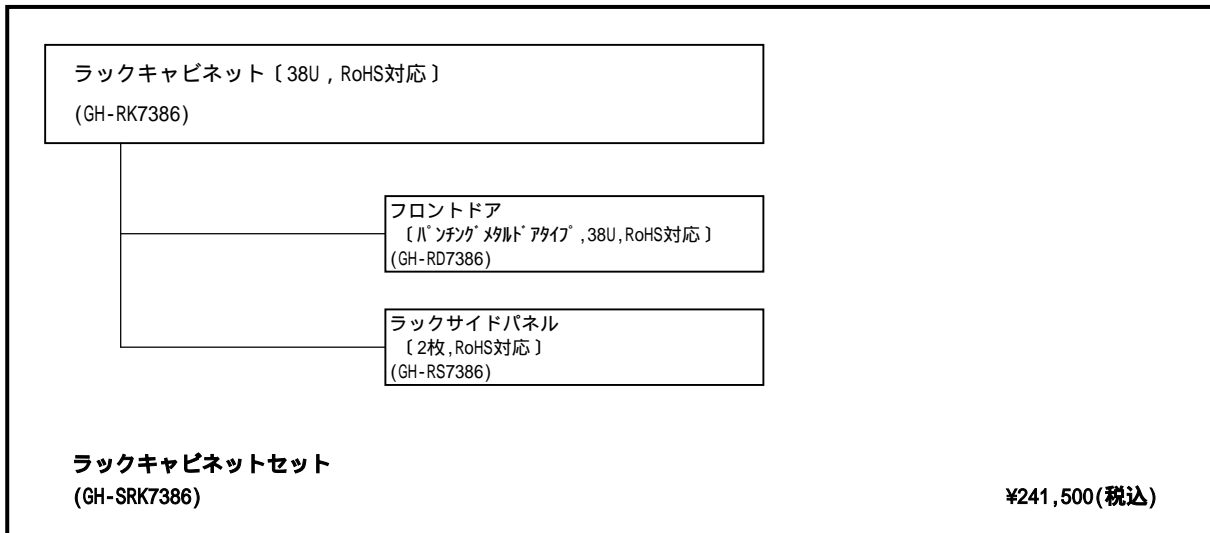 ラックキャビネット〔38U，RoHS対応〕
(GH-RK7386)
フロントドア
〔ﾊﾟﾝﾁﾝｸﾞﾒﾀﾙﾄﾞｱﾀｲﾌﾟ,38U,RoHS対応〕
(GH-RD7386)
ラックサイドパネル
〔2枚,RoHS対応〕
(GH-RS7386)
ラックキャビネットセット
(GH-SRK7386) ¥241,500(税込)